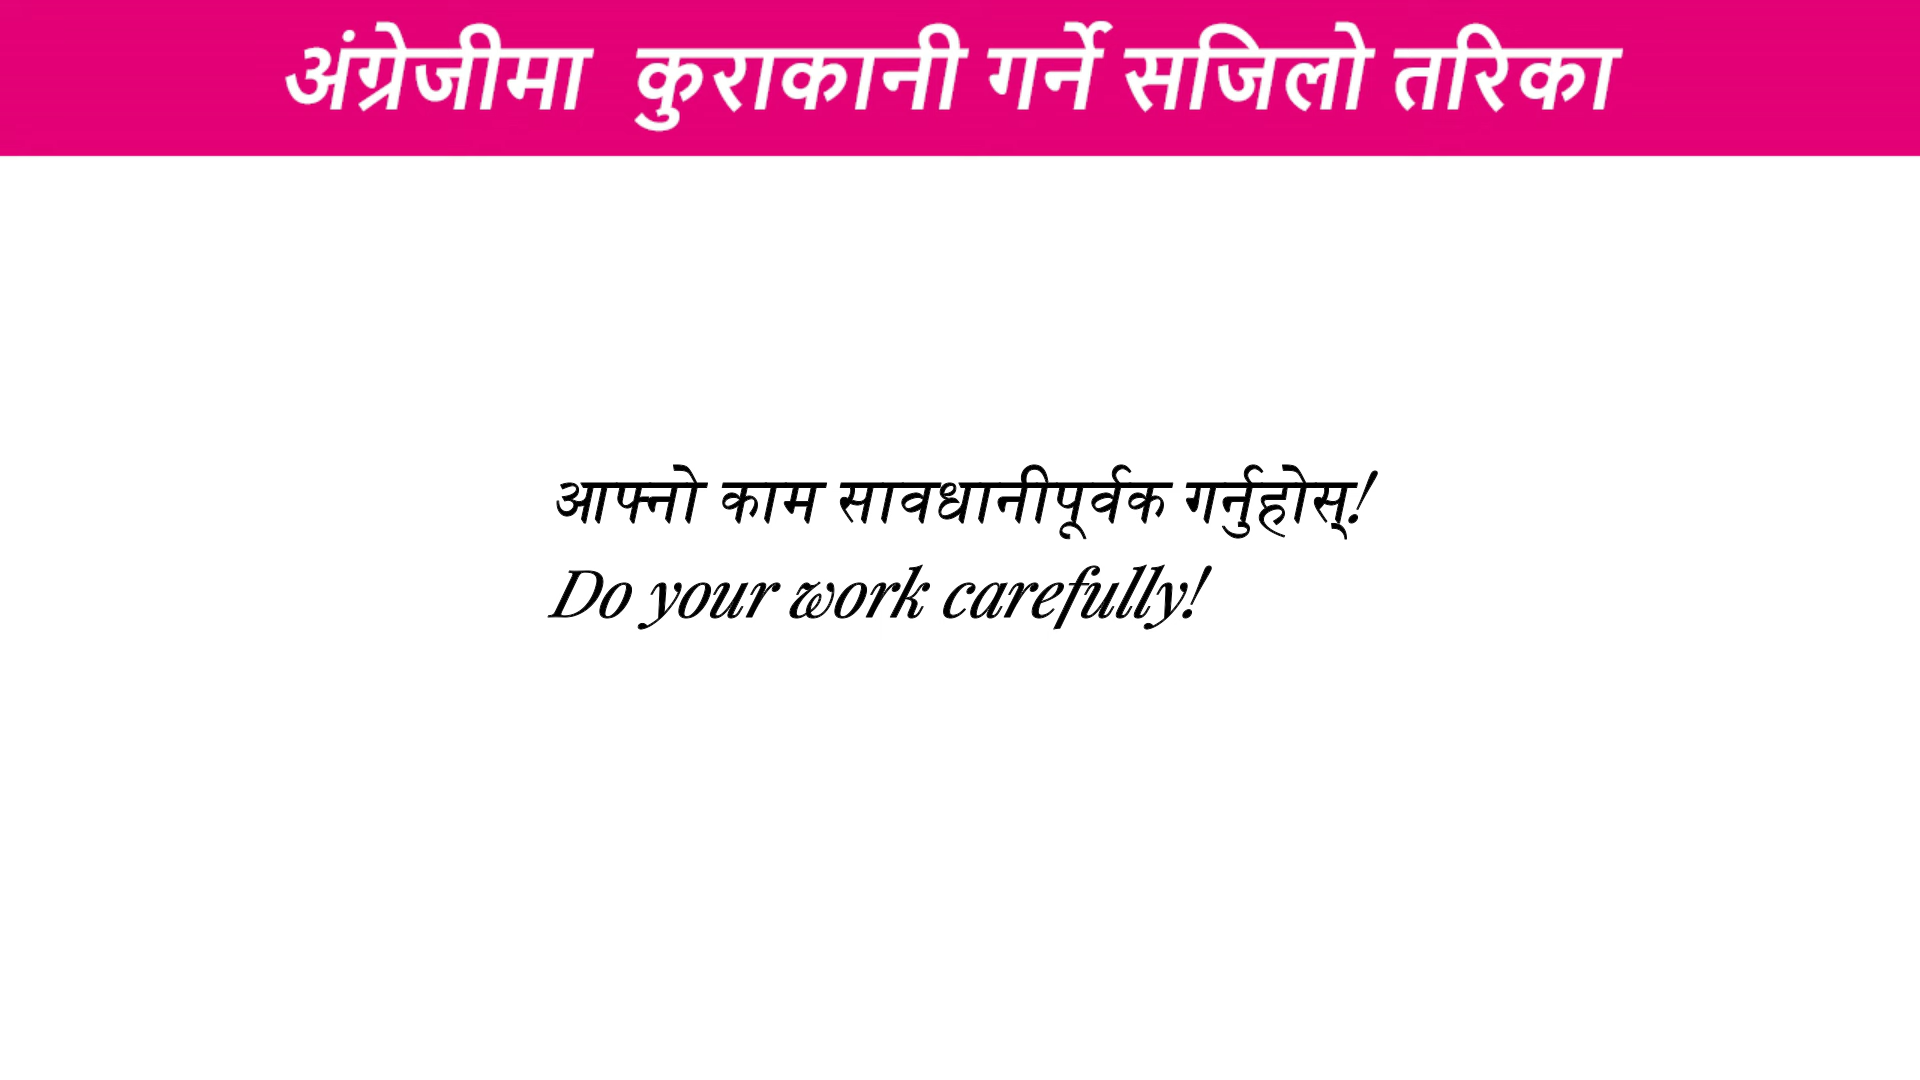 अंग्रेजीमा कुराकानी गर्ने सजिलो तरिका
आफ्नो काम सावधानीपूर्वक गर्नुहोस्!
Do your work carefully!